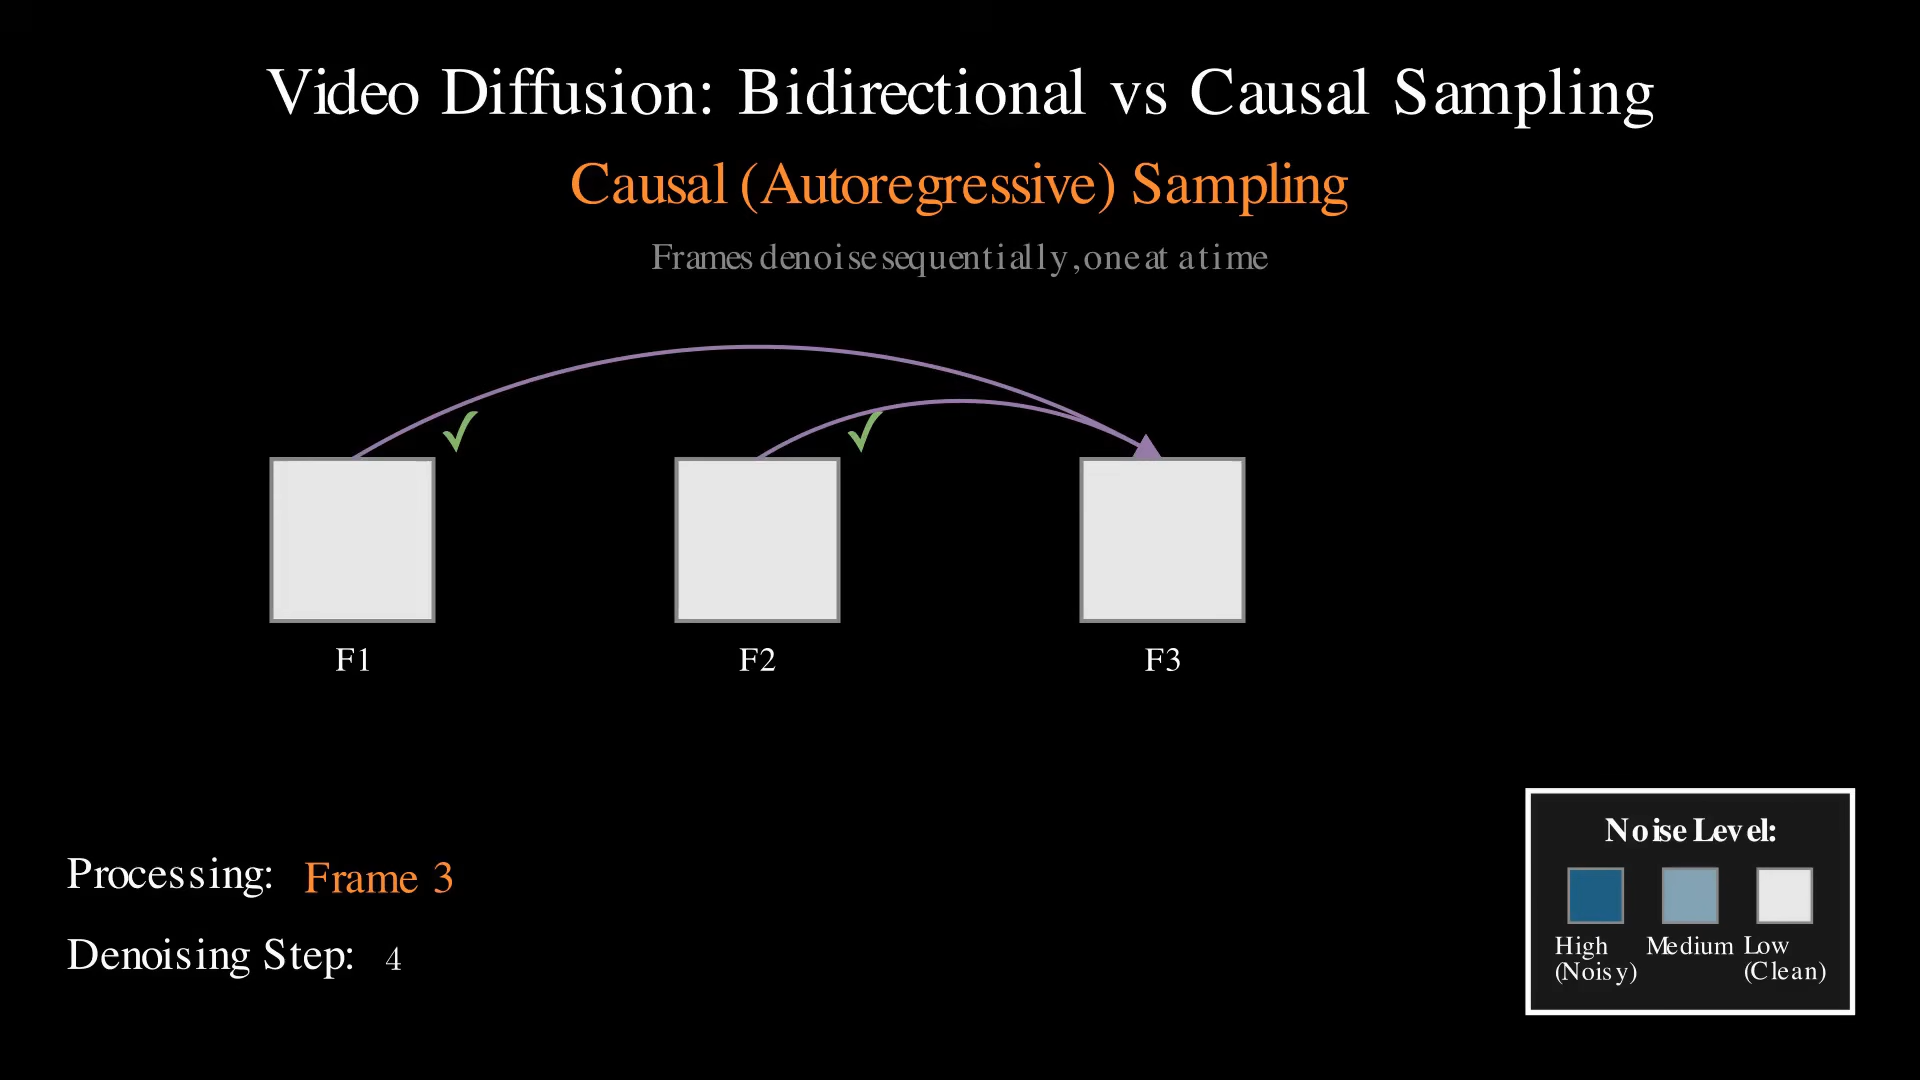 Video Diffusion: Bidirectional vs Causal Sampling
Causal (Autoregressive) Sampling
Frames denoise sequentially, one at a time
F1
F2
F3
Processing: Frame 3
Denoising Step: 4
Noise Level:
High (Noisy)
Medium
Low (Clean)